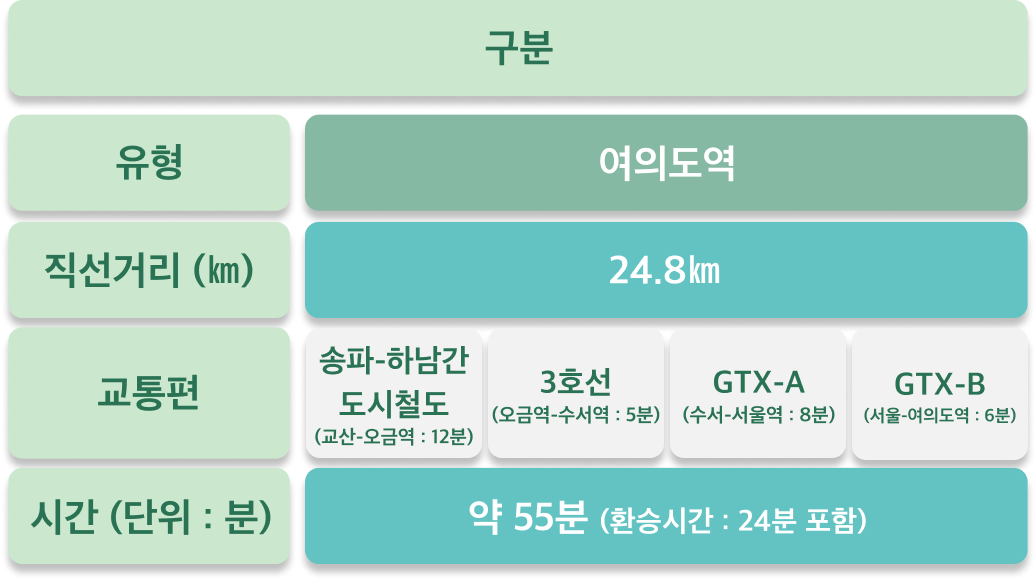 구분
유형
여의도역
직선거리 (㎞)
24.8㎞
교통편
송파-하남간
도시철도
(교산-오금역 : 12분)
3호선
(오금역-수서역 : 5분)
GTX-A
(수서-서울역 : 8분)
GTX-B
(서울-여의도역 : 6분)
시간 (단위 : 분)
약 55분 (환승시간 : 24분 포함)